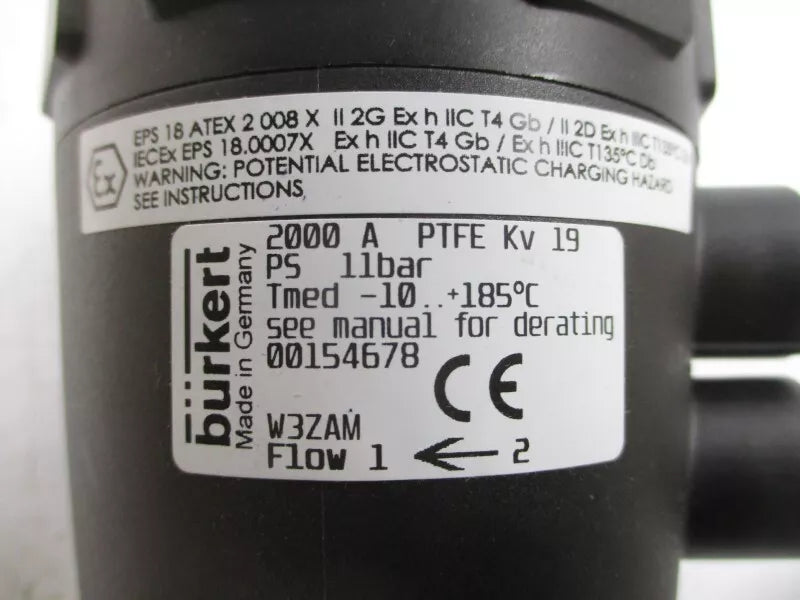 EPS 18 ATEX 2 008 X II 2G Ex h IIC T4 Gb / II 2D Ex h IIIC T135°C Db
IECEx EPS 18.0007X Ex h IIC T4 Gb / Ex h IIIC T135°C Db
WARNING: POTENTIAL ELECTROSTATIC CHARGING HAZARD
SEE INSTRUCTIONS
Ex
bürkert
Made in Germany
2000 A PTFE Kv 19
PS 11bar
Tmed -10..+185°C
see manual for derating
00154678
CE
W3ZAM
Flow 1 ← 2